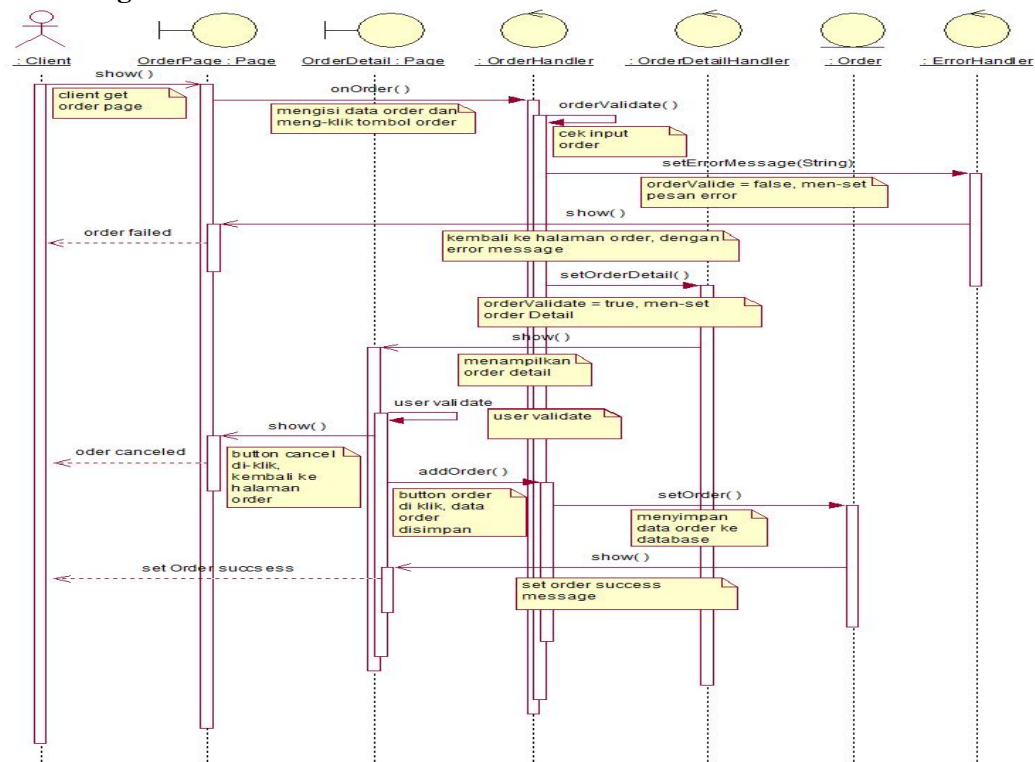 : Client
OrderPage : Page
OrderDetail : Page
: OrderHandler
: OrderDetailHandler
: Order
: ErrorHandler
show( )
client get
order page
onOrder( )
mengisi data order dan
meng-klik tombol order
orderValidate( )
cek input
order
setErrorMessage(String)
orderValide = false, men-set
pesan error
show( )
order failed
kembali ke halaman order, dengan
error message
setOrderDetail( )
orderValidate = true, men-set
order Detail
show( )
menampilkan
order detail
user validate
user validate
show( )
oder canceled
button cancel
di-klik,
kembali ke
halaman
order
addOrder( )
button order
di klik, data
order
disimpan
setOrder( )
menyimpan
data order ke
database
show( )
set Order succsess
set order success
message